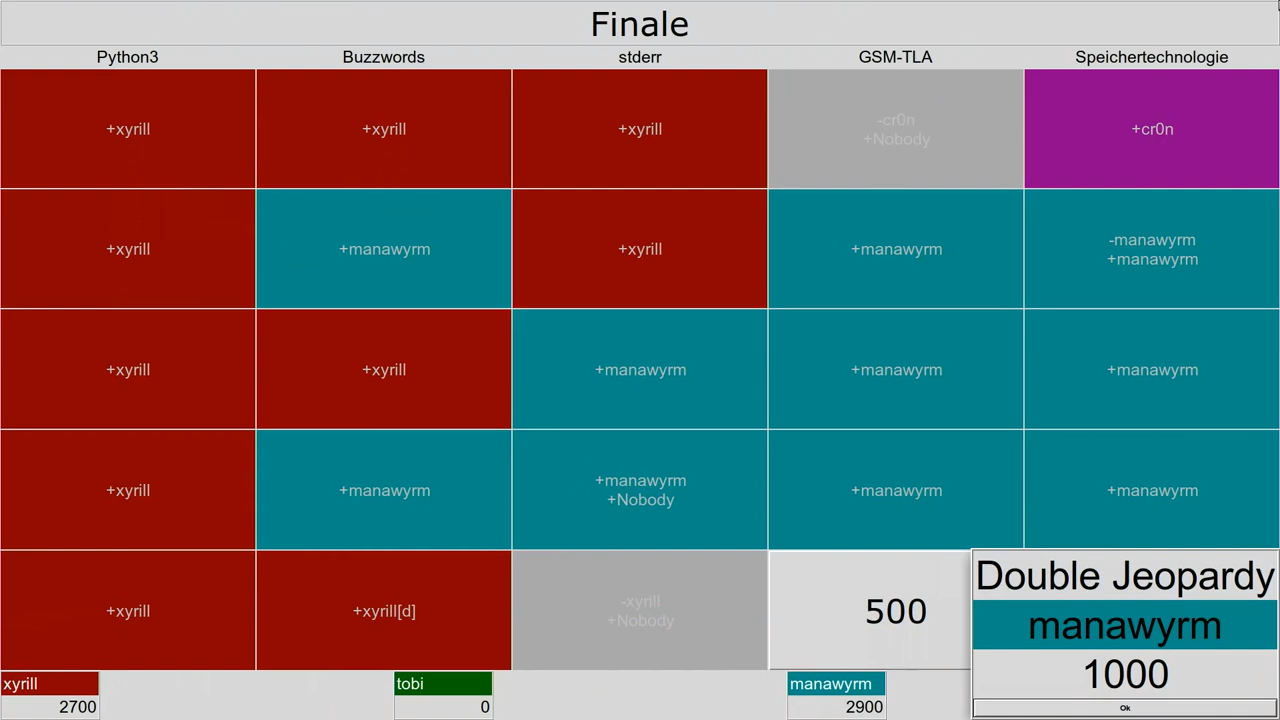 Finale
Python3
Buzzwords
stderr
GSM-TLA
Speichertechnologie
+xyrill
+xyrill
+xyrill
-cr0n
+Nobody
+cr0n
+xyrill
+manawyrm
+xyrill
+manawyrm
-manawyrm
+manawyrm
+xyrill
+xyrill
+manawyrm
+manawyrm
+manawyrm
+xyrill
+manawyrm
+manawyrm
+Nobody
+manawyrm
+manawyrm
+xyrill
+xyrill[d]
-xyrill
+Nobody
500
Double Jeopardy
manawyrm
1000
Ok
xyrill
2700
tobi
0
manawyrm
2900